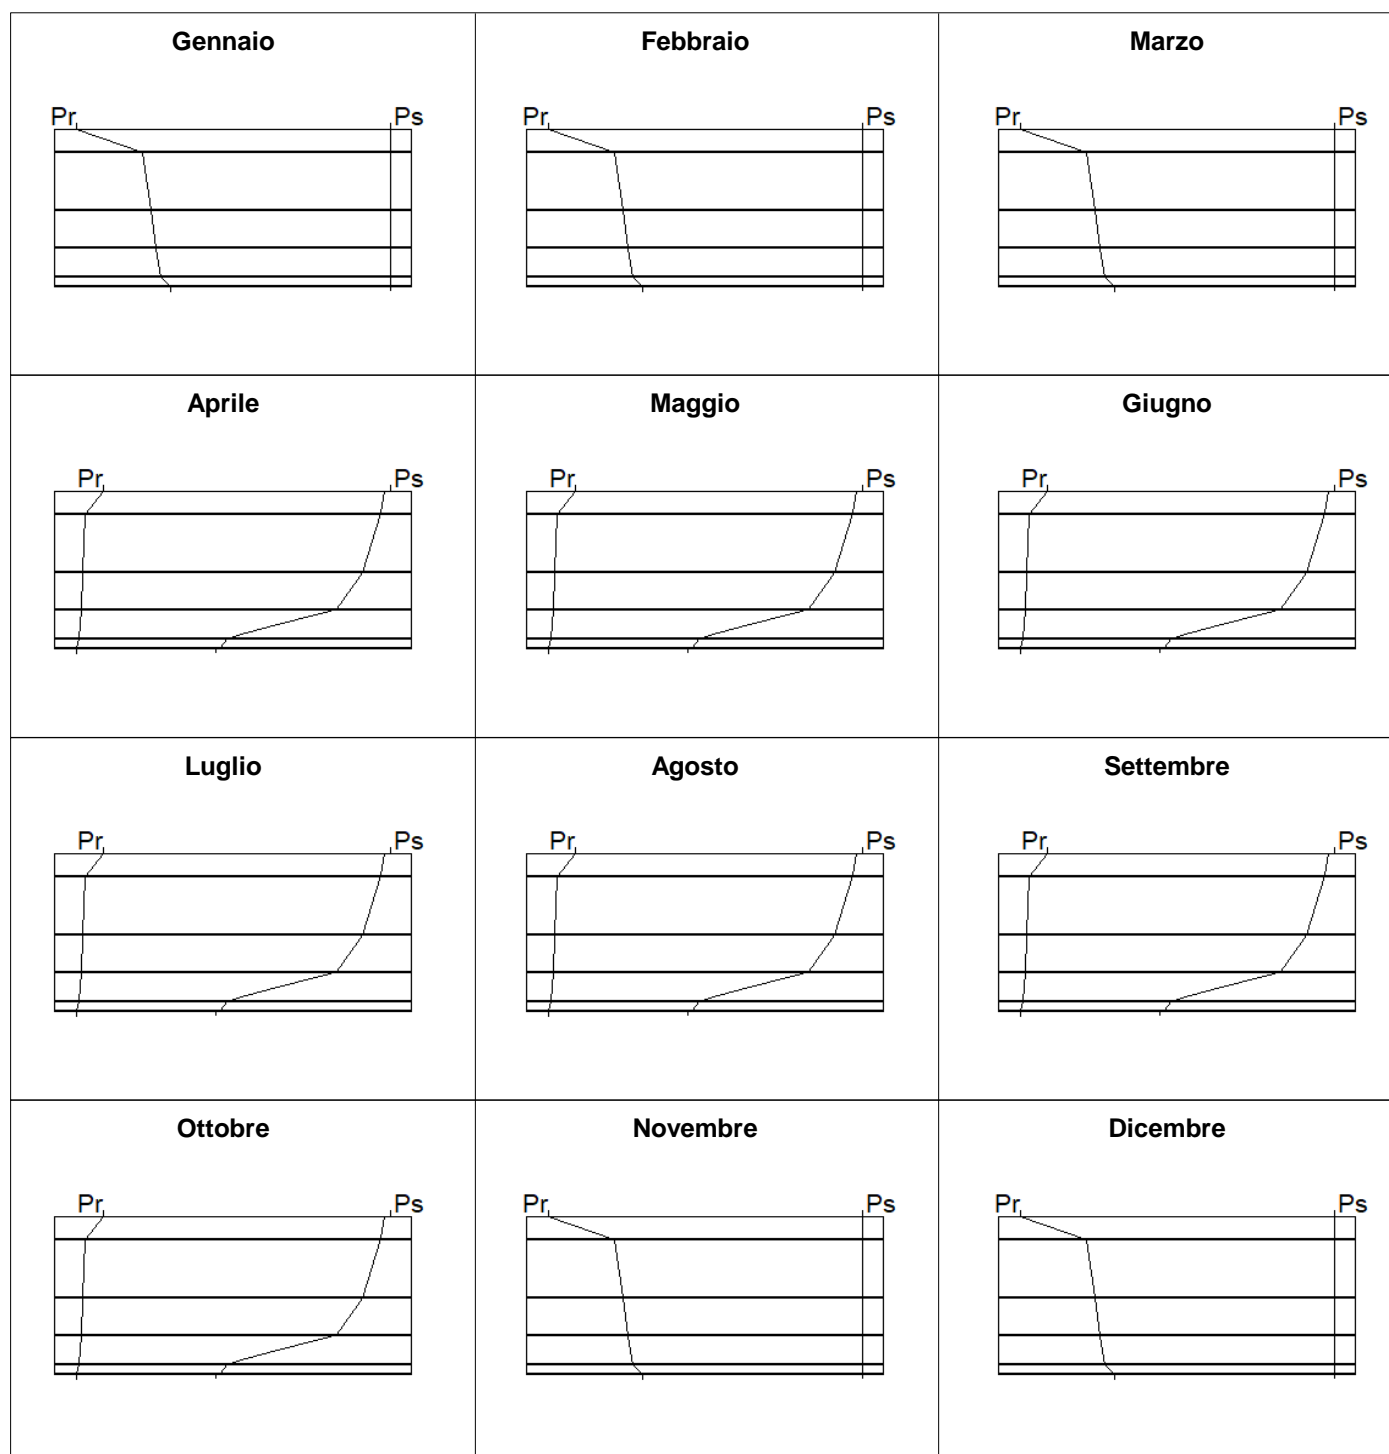 Gennaio Febbraio Marzo
Pr Ps Pr Ps Pr Ps
Aprile Maggio Giugno
Pr Ps Pr Ps Pr Ps
Luglio Agosto Settembre
Pr Ps Pr Ps Pr Ps
Ottobre Novembre Dicembre
Pr Ps Pr Ps Pr Ps